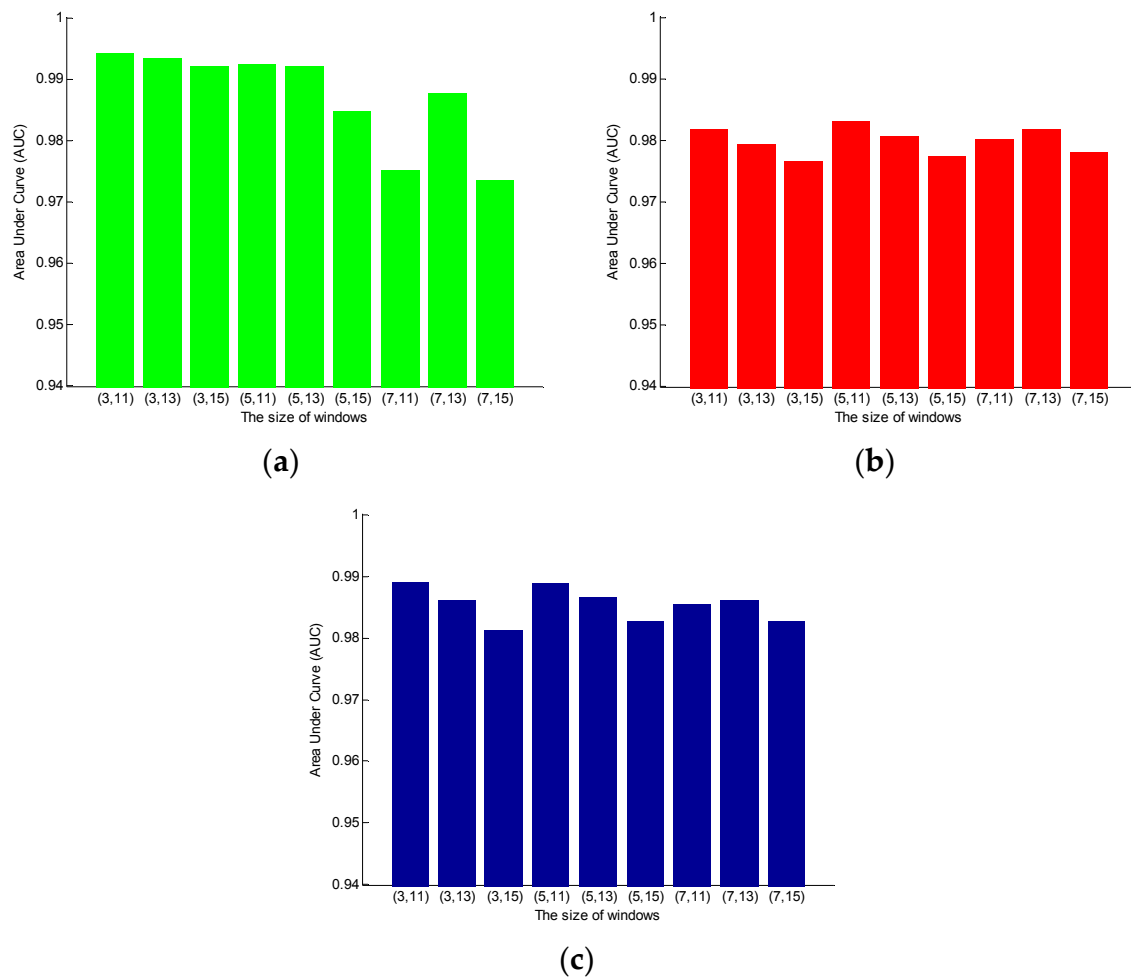 1
0.99
0.98
0.97
0.96
0.95
0.94
Area Under Curve (AUC)
(3,11) (3,13) (3,15) (5,11) (5,13) (5,15) (7,11) (7,13) (7,15)
The size of windows
(a)
1
0.99
0.98
0.97
0.96
0.95
0.94
Area Under Curve (AUC)
(3,11) (3,13) (3,15) (5,11) (5,13) (5,15) (7,11) (7,13) (7,15)
The size of windows
(b)
1
0.99
0.98
0.97
0.96
0.95
0.94
Area Under Curve (AUC)
(3,11) (3,13) (3,15) (5,11) (5,13) (5,15) (7,11) (7,13) (7,15)
The size of windows
(c)